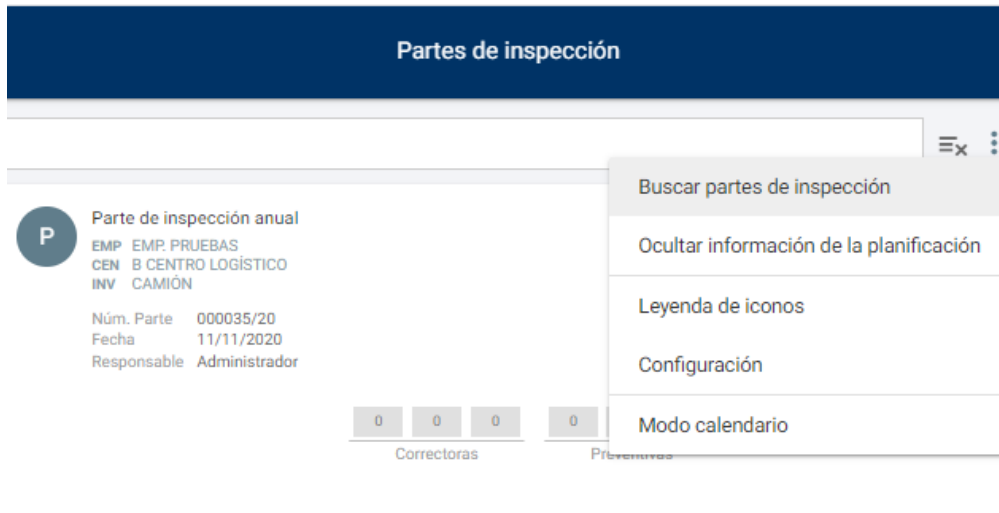 Partes de inspección
Buscar partes de inspección
Ocultar información de la planificación
Leyenda de iconos
Configuración
Modo calendario
P
Parte de inspección anual
EMP EMP. PRUEBAS
CEN B CENTRO LOGÍSTICO
INV CAMIÓN
Núm. Parte 000035/20
Fecha 11/11/2020
Responsable Administrador
0 0 0 0
Correctoras Preventivas